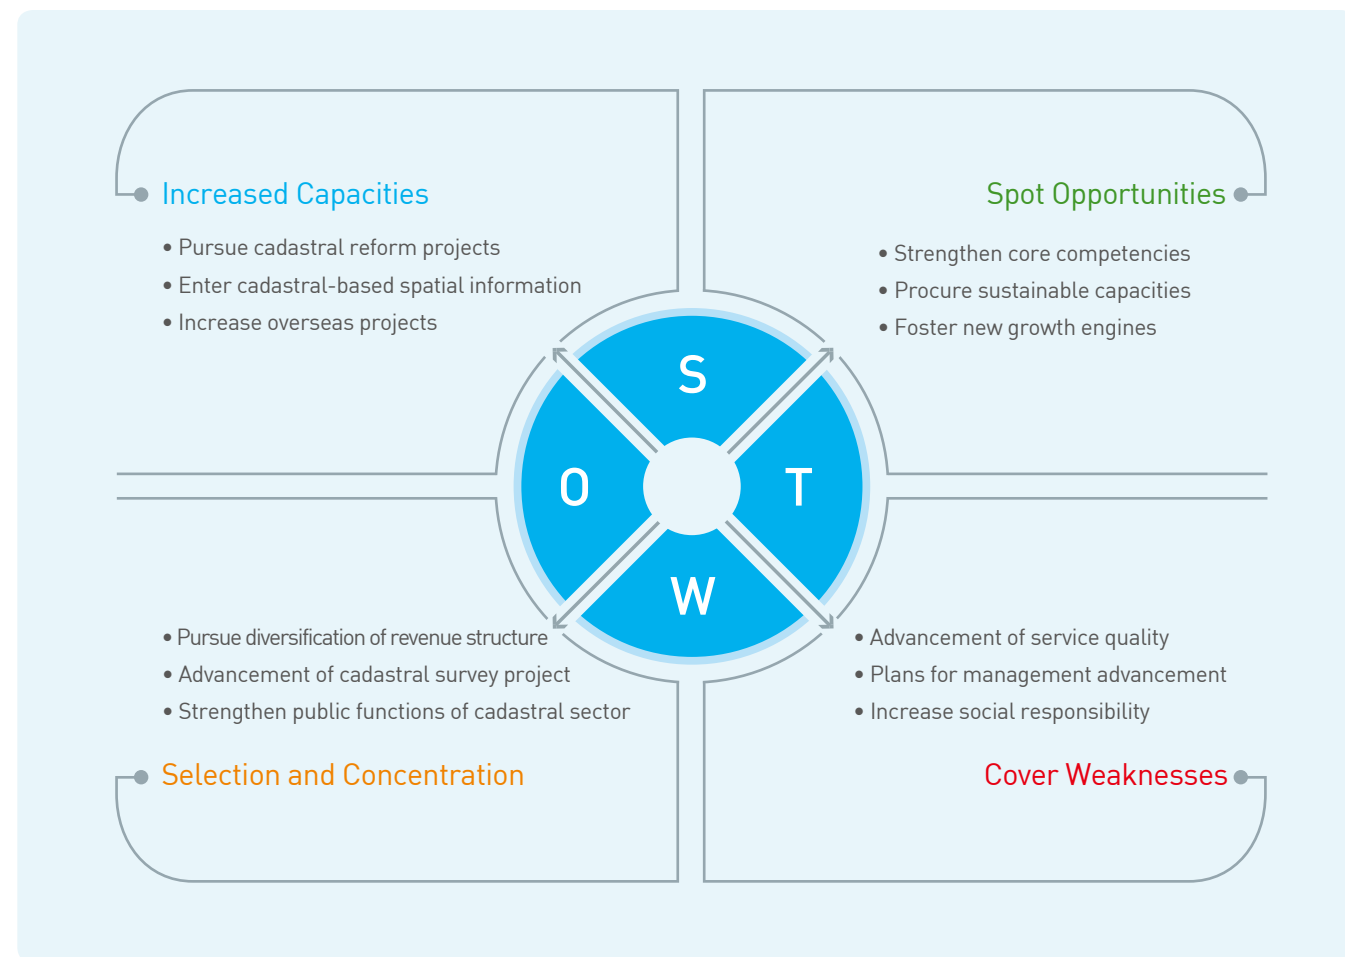 Increased Capacities
• Pursue cadastral reform projects
• Enter cadastral-based spatial information
• Increase overseas projects
Spot Opportunities
• Strengthen core competencies
• Procure sustainable capacities
• Foster new growth engines
S
O
T
W
• Pursue diversification of revenue structure
• Advancement of cadastral survey project
• Strengthen public functions of cadastral sector
Selection and Concentration
• Advancement of service quality
• Plans for management advancement
• Increase social responsibility
Cover Weaknesses